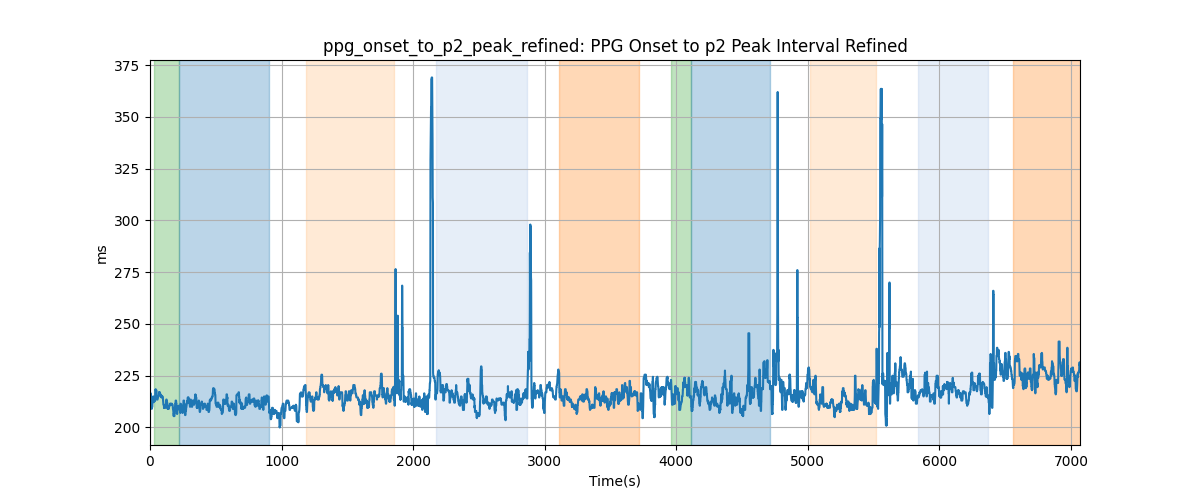 ppg_onset_to_p2_peak_refined: PPG Onset to p2 Peak Interval Refined
375
350
325
300
275
250
225
200
ms
0 1000 2000 3000 4000 5000 6000 7000
Time(s)